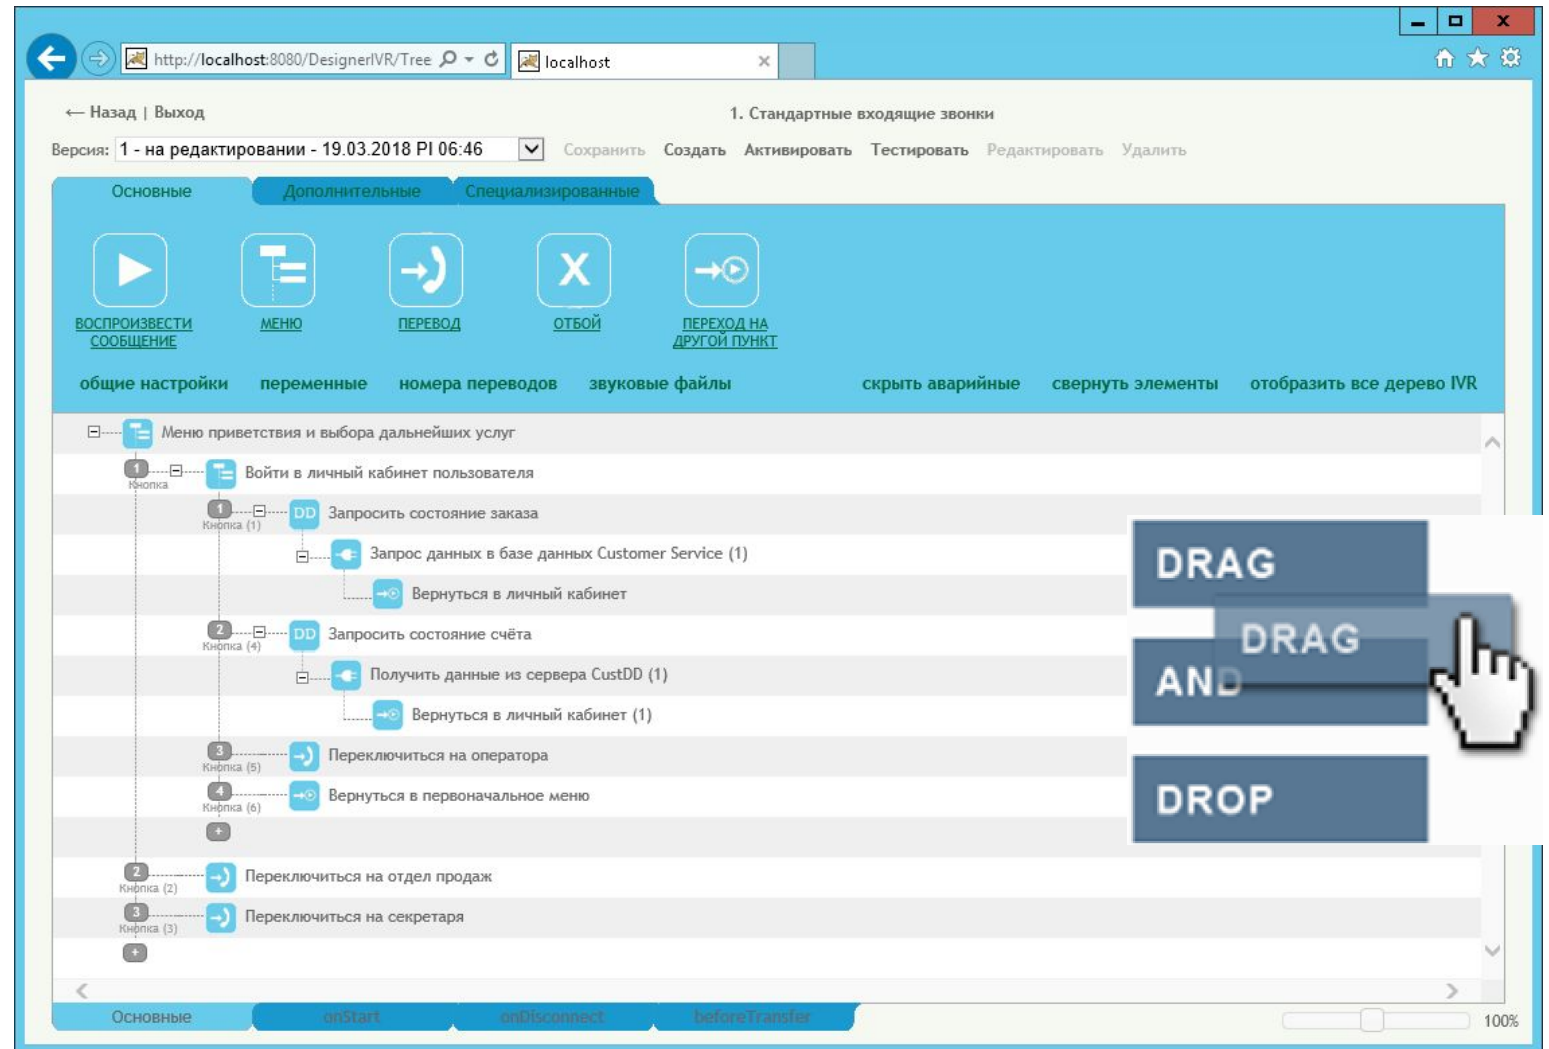 http://localhost:8080/DesignerIVR/Tree
localhost
← Назад | Выход
1. Стандартные входящие звонки
Версия: 1 - на редактировании - 19.03.2018 PI 06:46 Сохранить Создать Активировать Тестировать Редактировать Удалить
Основные Дополнительные Специализированные
ВОСПРОИЗВЕСТИ СООБЩЕНИЕ
МЕНЮ
ПЕРЕВОД
X
ОТБОЙ
ПЕРЕХОД НА ДРУГОЙ ПУНКТ
общие настройки переменные номера переводов звуковые файлы скрыть аварийные свернуть элементы отобразить все дерево IVR
Меню приветствия и выбора дальнейших услуг
1 Кнопка Войти в личный кабинет пользователя
1 Кнопка (1) DD Запросить состояние заказа
Запрос данных в базе данных Customer Service (1)
Вернуться в личный кабинет
2 Кнопка (4) DD Запросить состояние счёта
Получить данные из сервера CustDD (1)
Вернуться в личный кабинет (1)
3 Кнопка (5) Переключиться на оператора
4 Кнопка (6) Вернуться в первоначальное меню
+
2 Кнопка (2) Переключиться на отдел продаж
3 Кнопка (3) Переключиться на секретаря
+
DRAG
DRAG
AND
DROP
Основные onStart onDisconnect beforeTransfer
100%